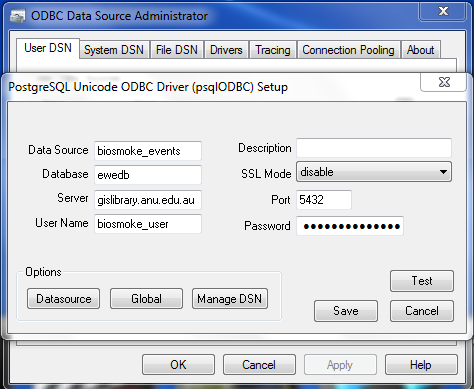 ODBC Data Source Administrator
User DSN System DSN File DSN Drivers Tracing Connection Pooling About
PostgreSQL Unicode ODBC Driver (psqlODBC) Setup
Data Source biosmoke_events Description
Database ewedb SSL Mode disable
Server gislibrary.anu.edu.au Port 5432
User Name biosmoke_user Password ••••••••••••••
Options
Datasource Global Manage DSN
Test
Save Cancel
OK Cancel Apply Help